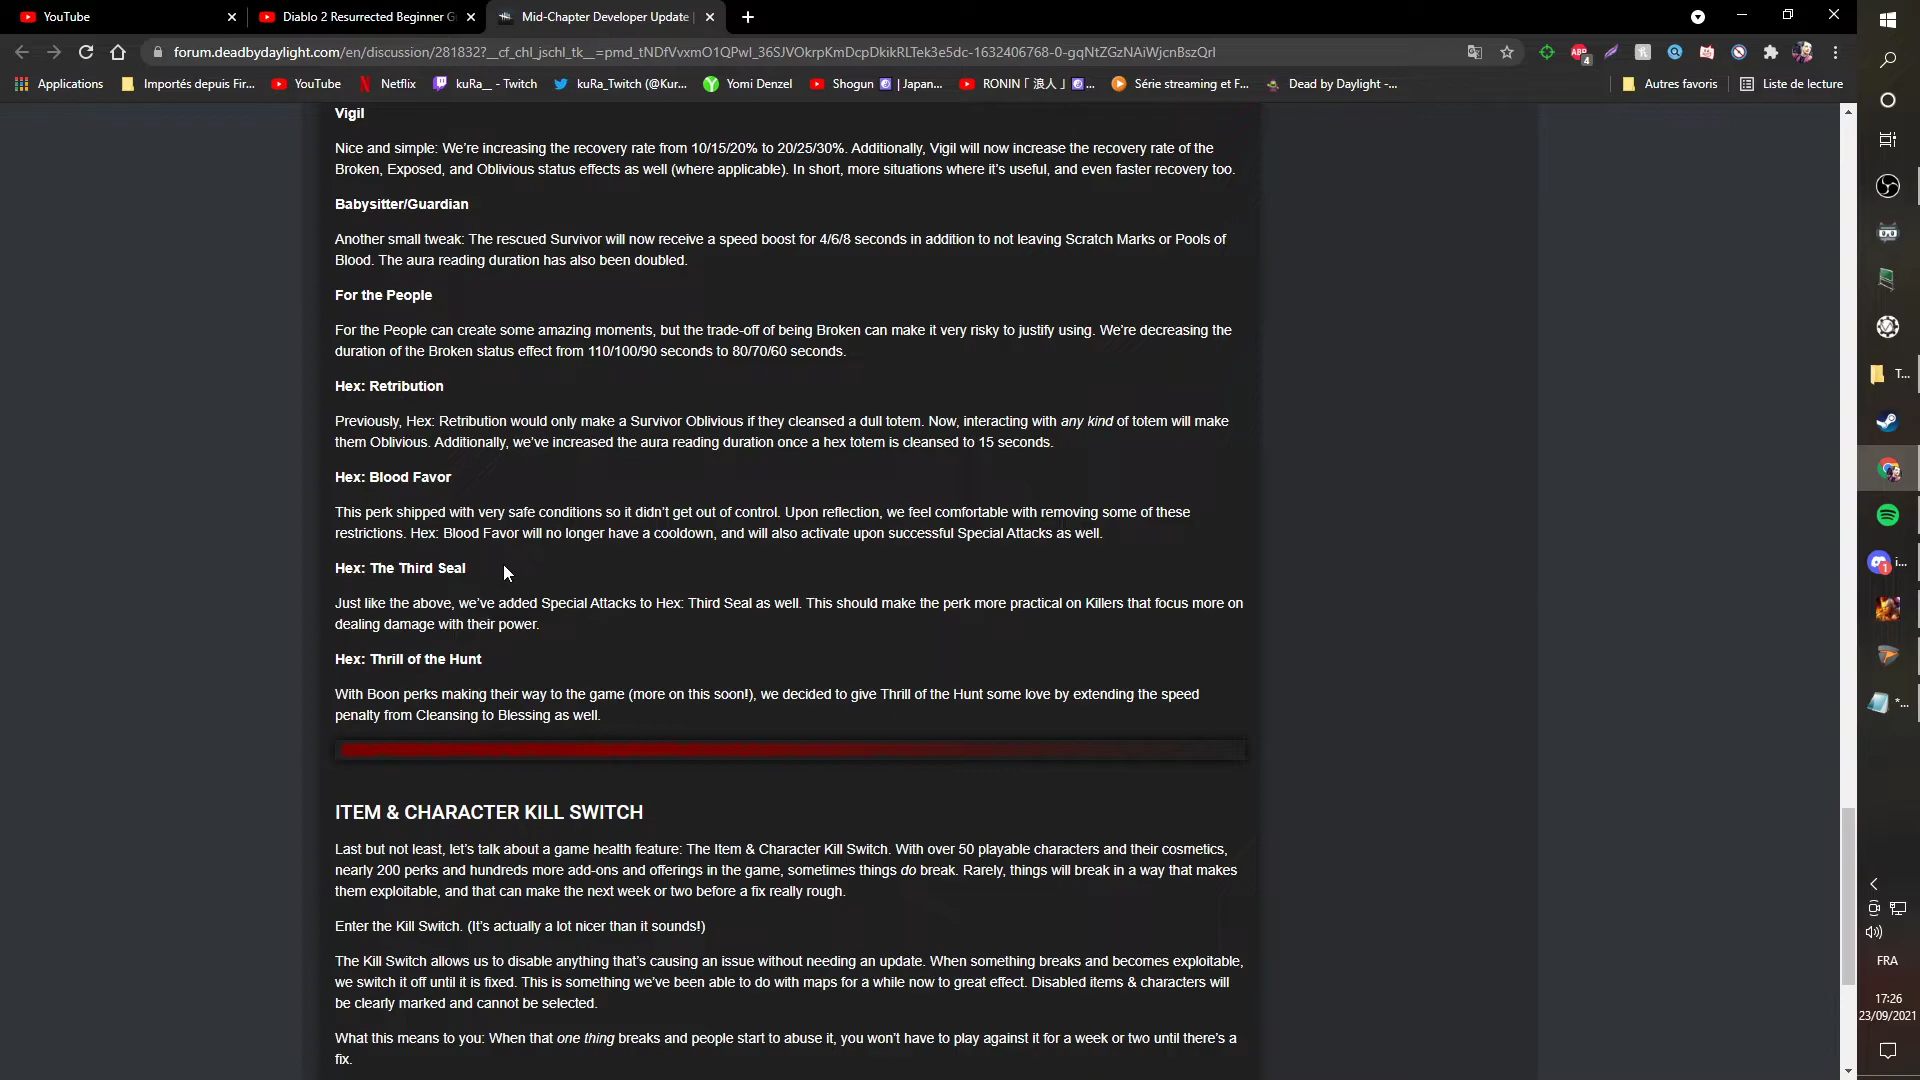 YouTube
Diablo 2 Resurrected Beginner G
Mid-Chapter Developer Update |
forum.deadbydaylight.com/en/discussion/281832?__cf_chl_jschl_tk__=pmd_tNDfVvxmO1QPwI_36SJVOkrpKmDcpDkikRLTek3e5dc-1632406768-0-gqNtZGzNAiWjcnBszQrl
4
Applications
Importés depuis Fir...
YouTube
Netflix
kuRa__ - Twitch
kuRa_Twitch (@Kur...
Yomi Denzel
Shogun | Japan...
RONIN「 浪人 」...
Série streaming et F...
Dead by Daylight -...
Autres favoris
Liste de lecture
Vigil
Nice and simple: We're increasing the recovery rate from 10/15/20% to 20/25/30%. Additionally, Vigil will now increase the recovery rate of the
Broken, Exposed, and Oblivious status effects as well (where applicable). In short, more situations where it's useful, and even faster recovery too.
Babysitter/Guardian
Another small tweak: The rescued Survivor will now receive a speed boost for 4/6/8 seconds in addition to not leaving Scratch Marks or Pools of
Blood. The aura reading duration has also been doubled.
For the People
For the People can create some amazing moments, but the trade-off of being Broken can make it very risky to justify using. We're decreasing the
duration of the Broken status effect from 110/100/90 seconds to 80/70/60 seconds.
Hex: Retribution
Previously, Hex: Retribution would only make a Survivor Oblivious if they cleansed a dull totem. Now, interacting with any kind of totem will make
them Oblivious. Additionally, we've increased the aura reading duration once a hex totem is cleansed to 15 seconds.
Hex: Blood Favor
This perk shipped with very safe conditions so it didn't get out of control. Upon reflection, we feel comfortable with removing some of these
restrictions. Hex: Blood Favor will no longer have a cooldown, and will also activate upon successful Special Attacks as well.
Hex: The Third Seal
Just like the above, we've added Special Attacks to Hex: Third Seal as well. This should make the perk more practical on Killers that focus more on
dealing damage with their power.
Hex: Thrill of the Hunt
With Boon perks making their way to the game (more on this soon!), we decided to give Thrill of the Hunt some love by extending the speed
penalty from Cleansing to Blessing as well.
ITEM & CHARACTER KILL SWITCH
Last but not least, let's talk about a game health feature: The Item & Character Kill Switch. With over 50 playable characters and their cosmetics,
nearly 200 perks and hundreds more add-ons and offerings in the game, sometimes things do break. Rarely, things will break in a way that makes
them exploitable, and that can make the next week or two before a fix really rough.
Enter the Kill Switch. (It's actually a lot nicer than it sounds!)
The Kill Switch allows us to disable anything that's causing an issue without needing an update. When something breaks and becomes exploitable,
we switch it off until it is fixed. This is something we've been able to do with maps for a while now to great effect. Disabled items & characters will
be clearly marked and cannot be selected.
What this means to you: When that one thing breaks and people start to abuse it, you won't have to play against it for a week or two until there's a
fix.
T...
i...
1
*...
FRA
17:26
23/09/2021